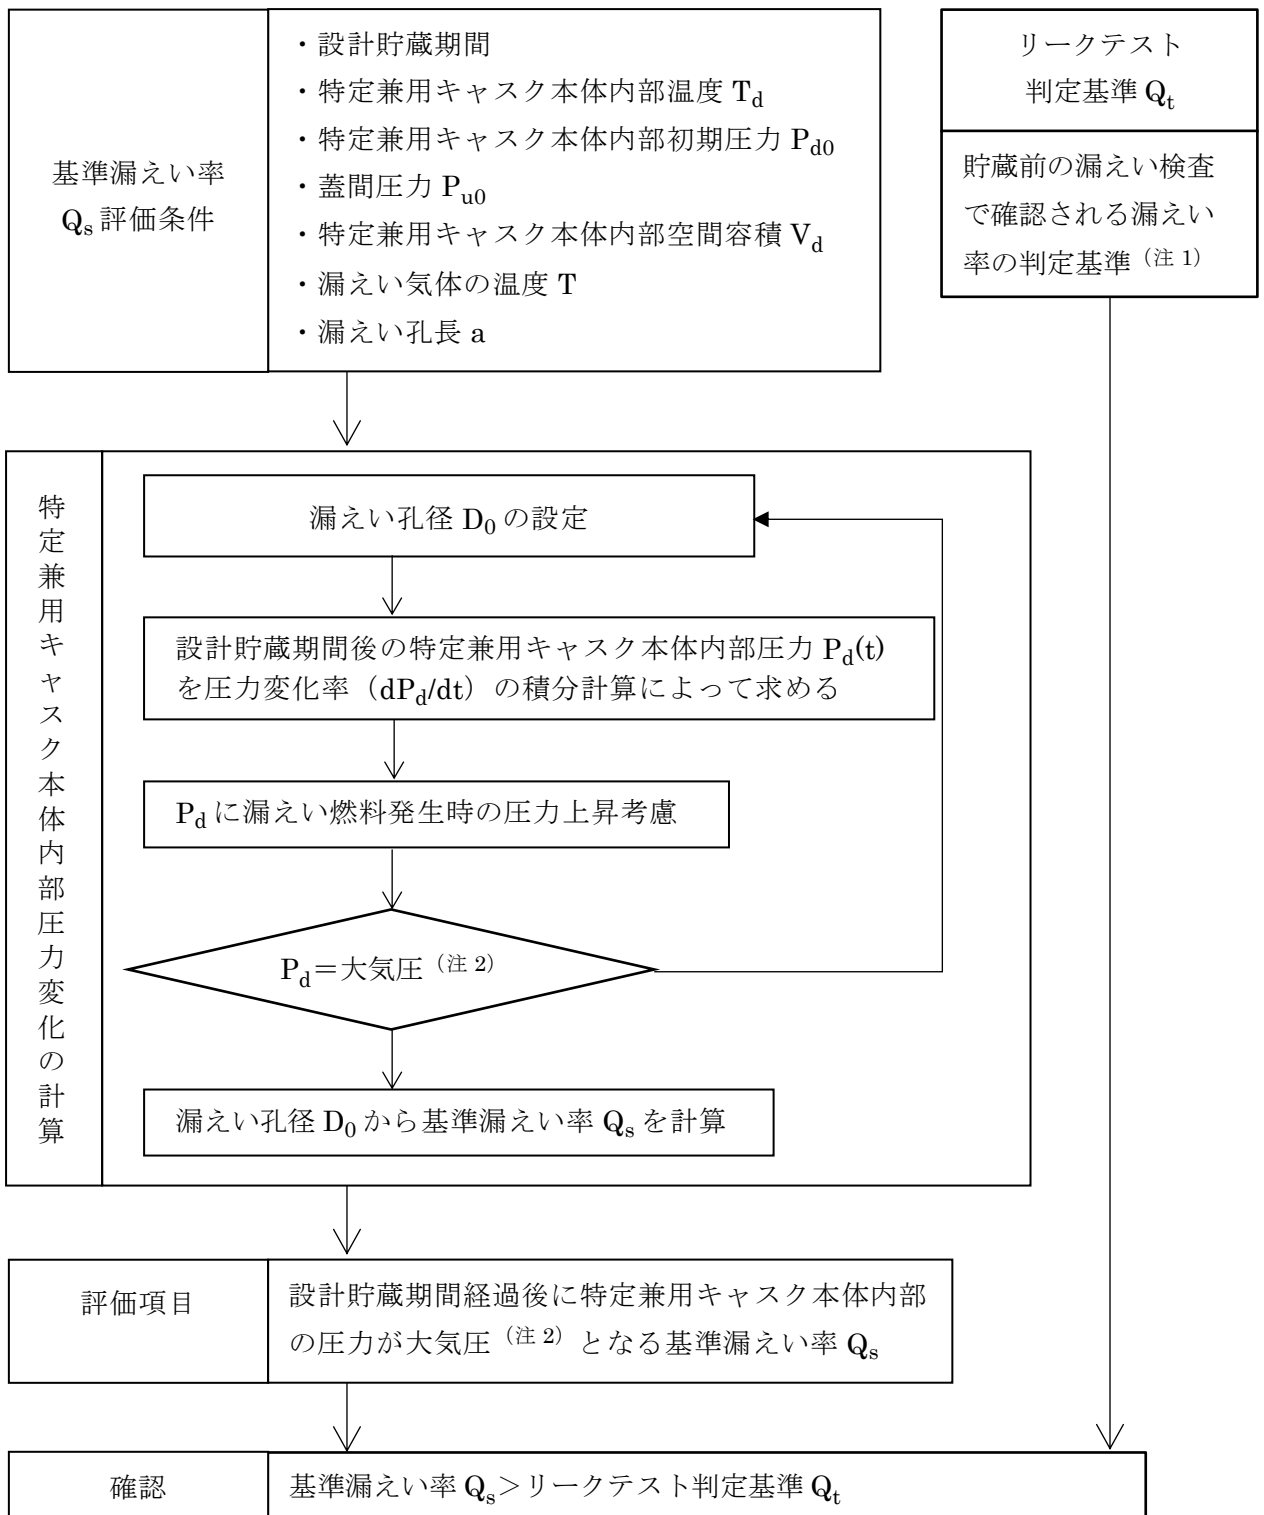 基準漏えい率
Qs 評価条件
・設計貯蔵期間
・特定兼用キャスク本体内部温度 Td
・特定兼用キャスク本体内部初期圧力 Pd0
・蓋間圧力 Pu0
・特定兼用キャスク本体内部空間容積 Vd
・漏えい気体の温度 T
・漏えい孔長 a
リークテスト
判定基準 Qt
貯蔵前の漏えい検査
で確認される漏えい
率の判定基準（注 1）
特定兼用キャスク本体内部圧力変化の計算
漏えい孔径 D0 の設定
設計貯蔵期間後の特定兼用キャスク本体内部圧力 Pd(t)
を圧力変化率（dPd/dt）の積分計算によって求める
Pd に漏えい燃料発生時の圧力上昇考慮
Pd＝大気圧（注 2）
漏えい孔径 D0 から基準漏えい率 Qs を計算
評価項目
設計貯蔵期間経過後に特定兼用キャスク本体内部
の圧力が大気圧（注 2）となる基準漏えい率 Qs
確認
基準漏えい率 Qs＞リークテスト判定基準 Qt